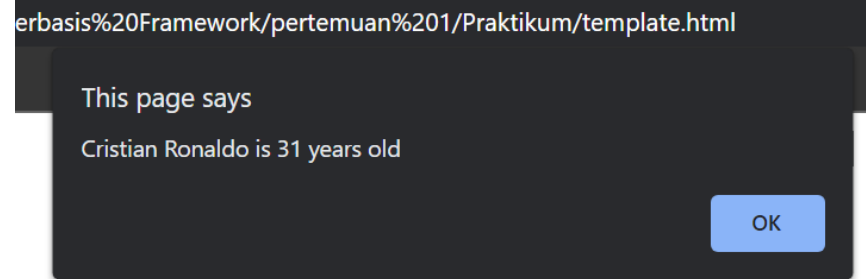 erbasis%20Framework/pertemuan%201/Praktikum/template.html
This page says
Cristian Ronaldo is 31 years old
OK